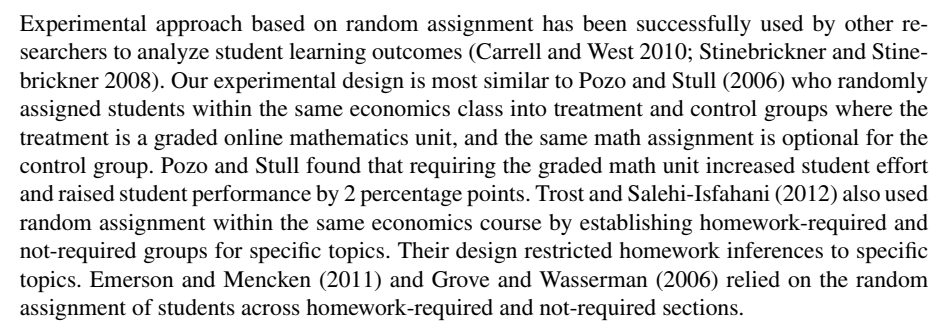 Experimental approach based on random assignment has been successfully used by other re-
searchers to analyze student learning outcomes (Carrell and West 2010; Stinebrickner and Stine-
brickner 2008). Our experimental design is most similar to Pozo and Stull (2006) who randomly
assigned students within the same economics class into treatment and control groups where the
treatment is a graded online mathematics unit, and the same math assignment is optional for the
control group. Pozo and Stull found that requiring the graded math unit increased student effort
and raised student performance by 2 percentage points. Trost and Salehi-Isfahani (2012) also used
random assignment within the same economics course by establishing homework-required and
not-required groups for specific topics. Their design restricted homework inferences to specific
topics. Emerson and Mencken (2011) and Grove and Wasserman (2006) relied on the random
assignment of students across homework-required and not-required sections.